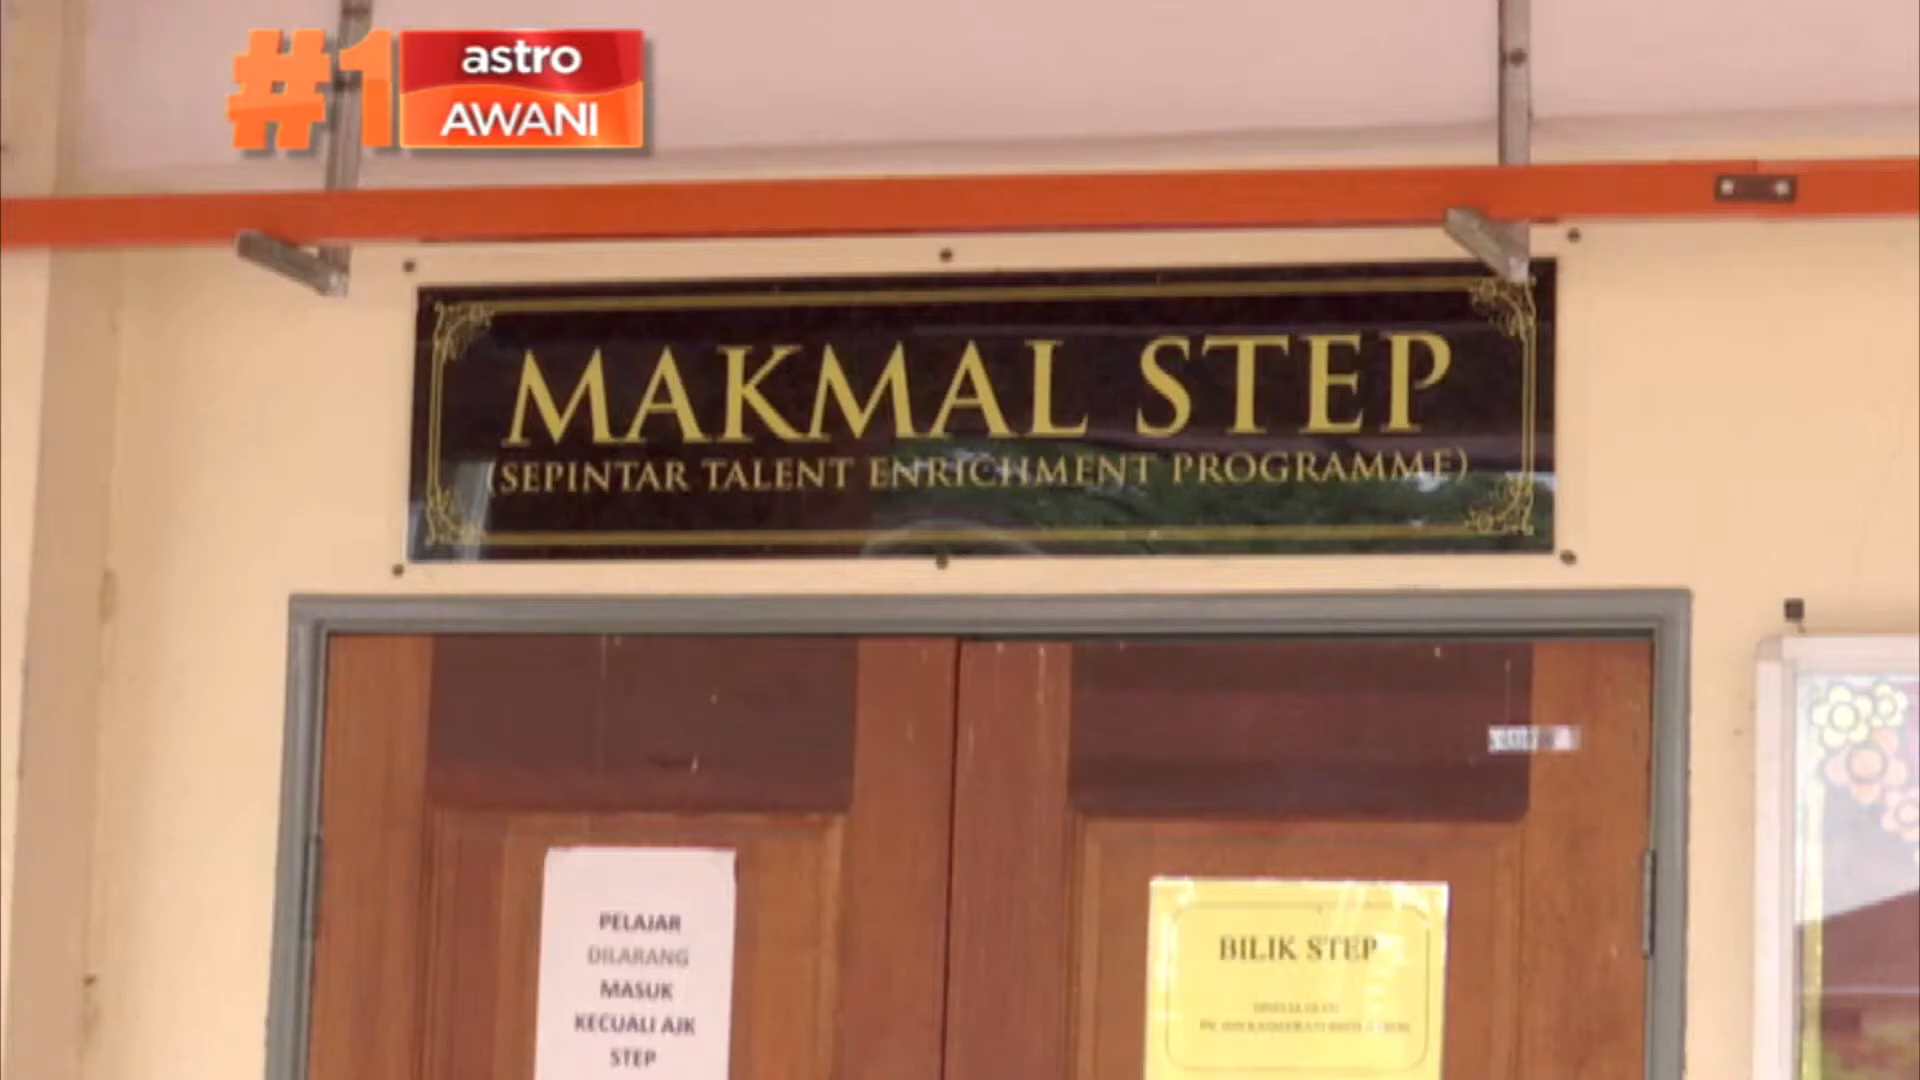 #1 astro
AWANI
MAKMAL STEP
(SEPINTAR TALENT ENRICHMENT PROGRAMME)
PELAJAR
DILARANG
MASUK
KECUALI AJK
STEP
BILIK STEP